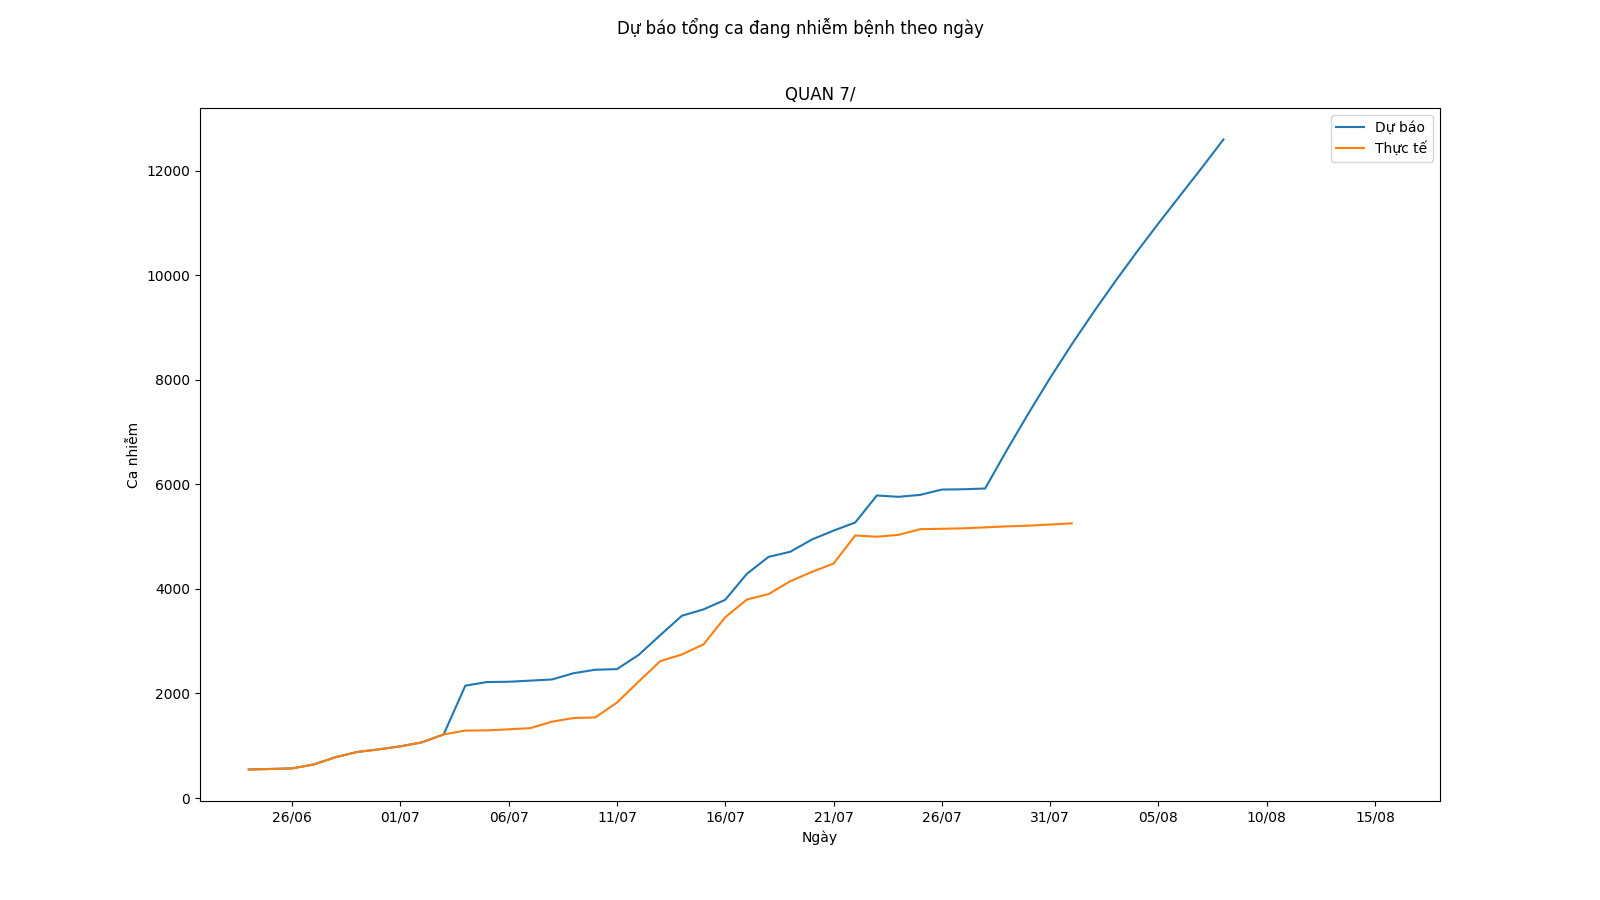 Dự báo tổng ca đang nhiễm bệnh theo ngày
QUAN 7/
Dự báo
Thực tế
12000
10000
8000
6000
4000
2000
0
Ca nhiễm
26/06 01/07 06/07 11/07 16/07 21/07 26/07 31/07 05/08 10/08 15/08
Ngày